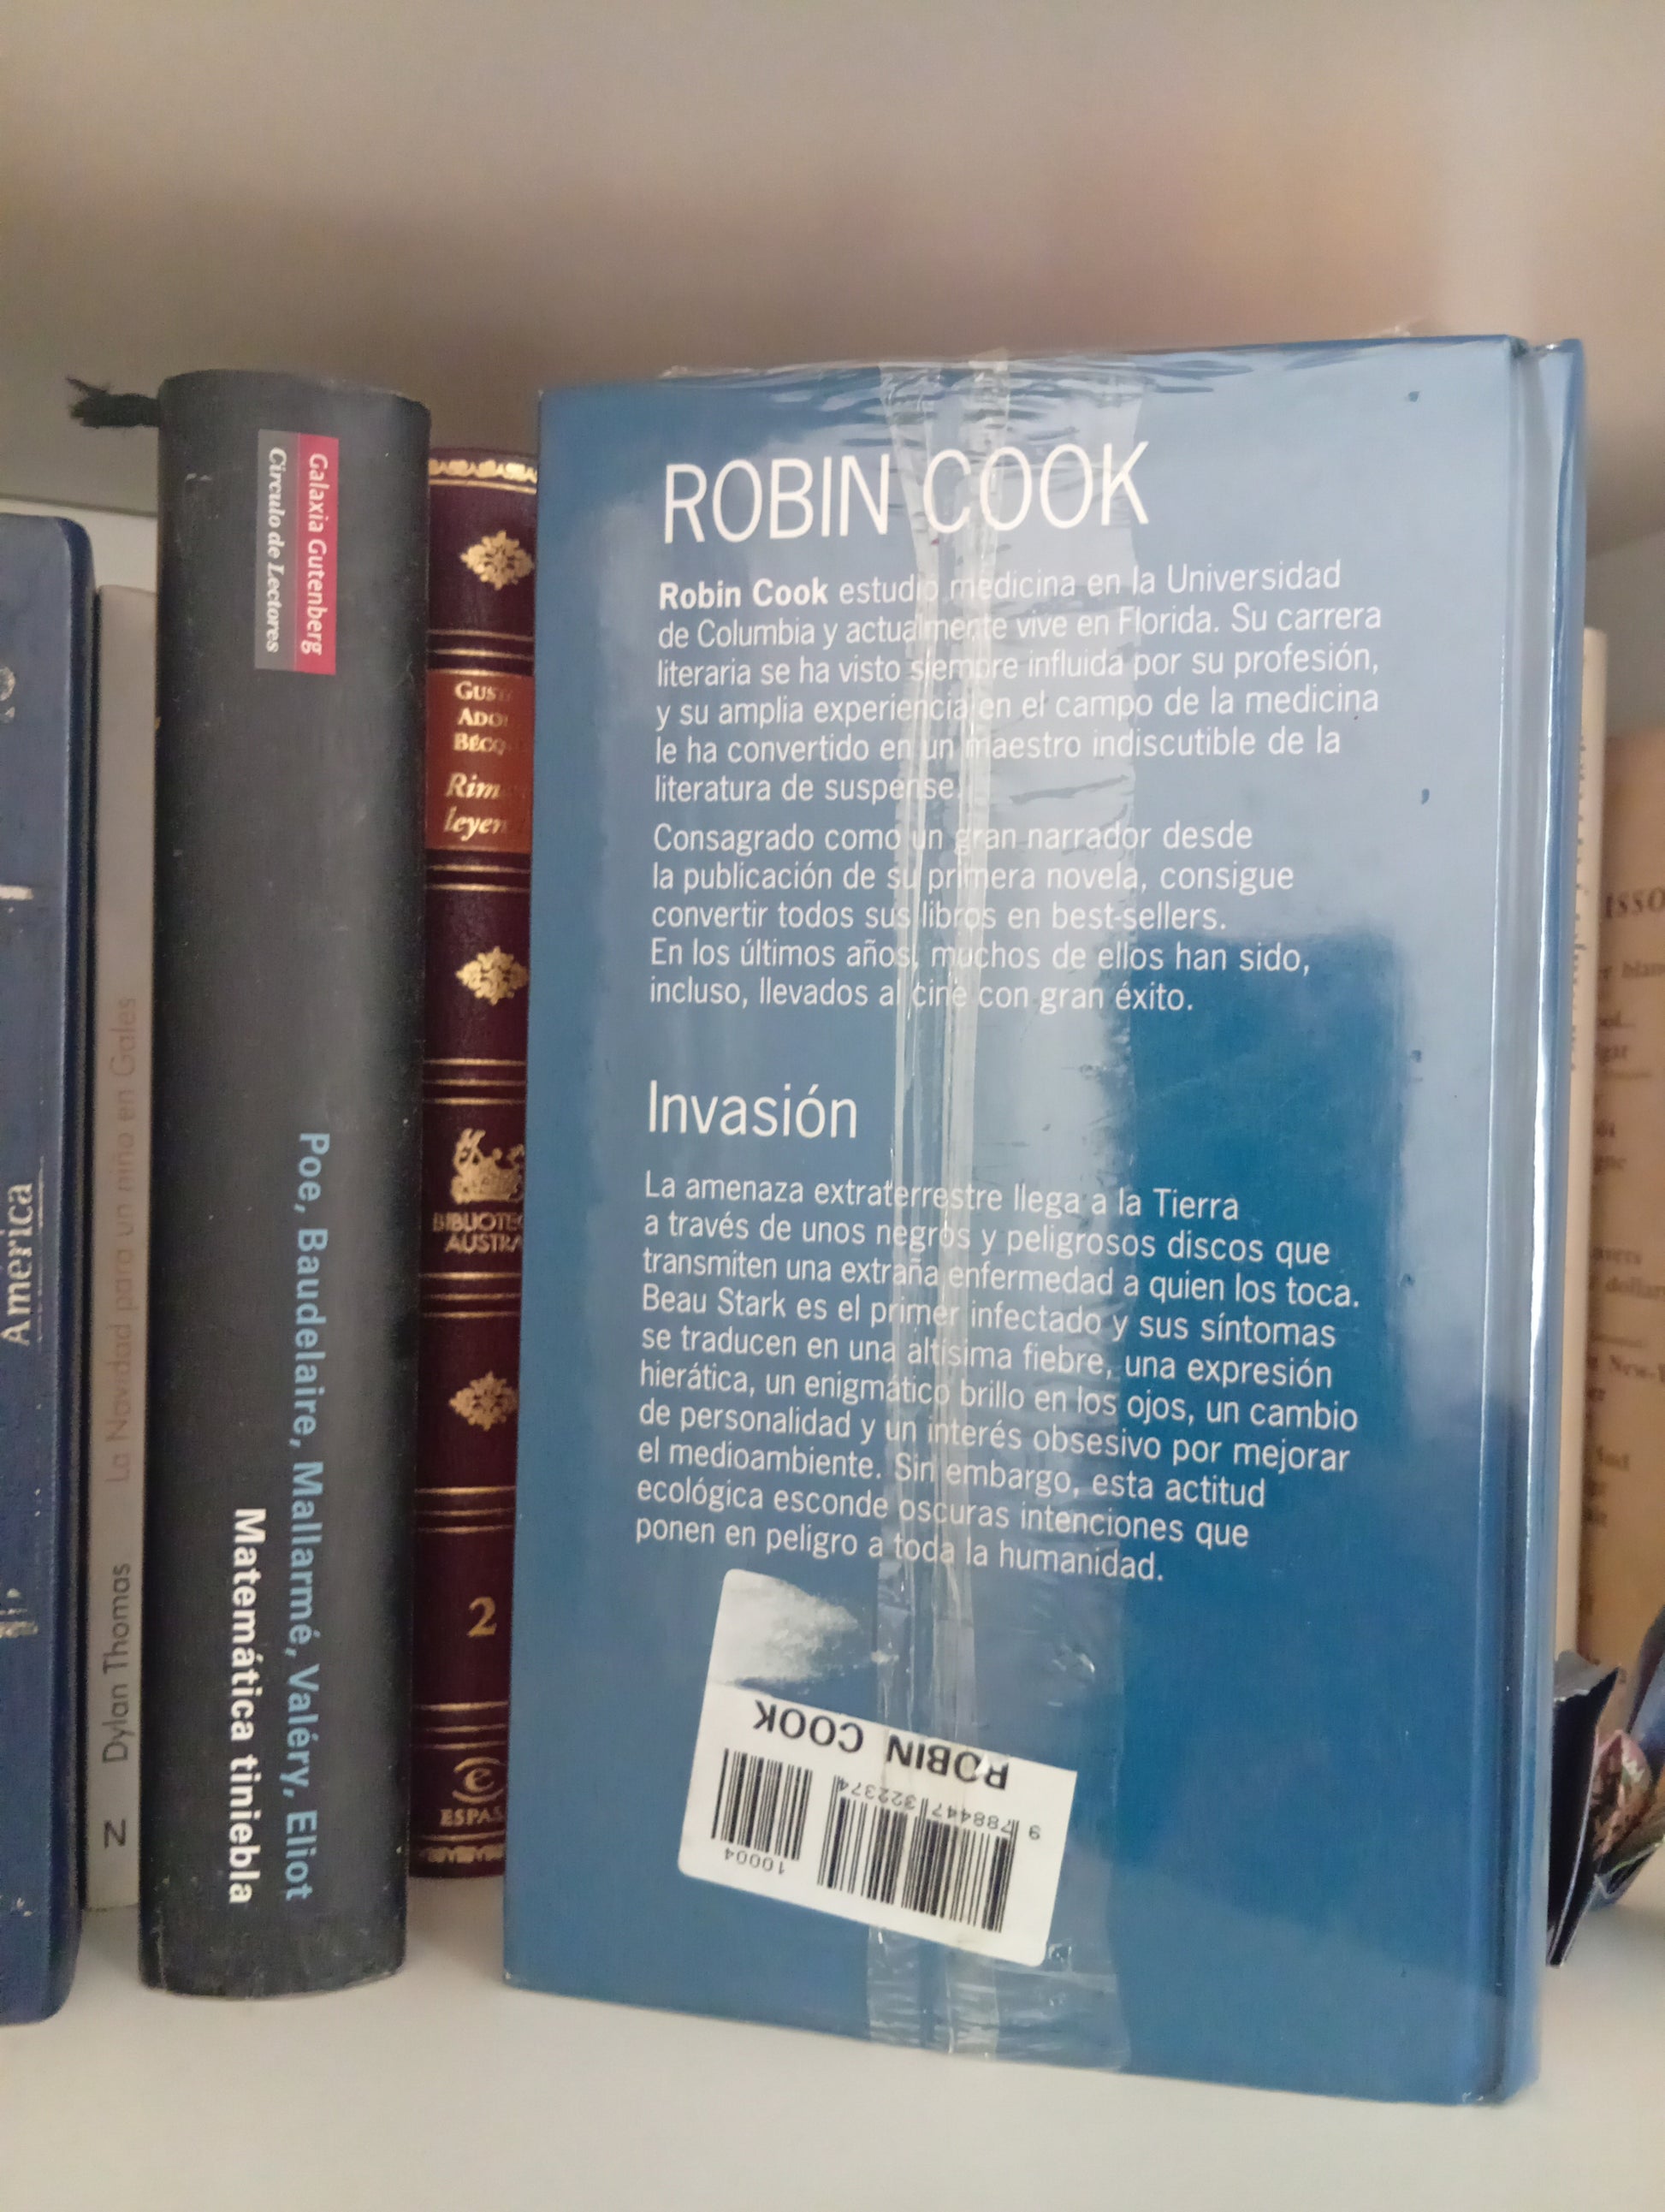 América
La Navidad para un niño en Gales
Dylan Thomas
N
Galaxia Gutenberg
Círculo de Lectores
Poe, Baudelaire, Mallarmé, Valéry, Eliot
Matemática tiniebla
GUS
ADO
BÉCQ
Rim
leyen
BIBLIOTE
AUSTRA
2
e
ESPAS
ROBIN COOK
Robin Cook estudió medicina en la Universidad
de Columbia y actualmente vive en Florida. Su carrera
literaria se ha visto siempre influida por su profesión,
y su amplia experiencia en el campo de la medicina
le ha convertido en un maestro indiscutible de la
literatura de suspense.
Consagrado como un gran narrador desde
la publicación de su primera novela, consigue
convertir todos sus libros en best-sellers.
En los últimos años, muchos de ellos han sido,
incluso, llevados al cine con gran éxito.
Invasión
La amenaza extraterrestre llega a la Tierra
a través de unos negros y peligrosos discos que
transmiten una extraña enfermedad a quien los toca.
Beau Stark es el primer infectado y sus síntomas
se traducen en una altísima fiebre, una expresión
hierática, un enigmático brillo en los ojos, un cambio
de personalidad y un interés obsesivo por mejorar
el medioambiente. Sin embargo, esta actitud
ecológica esconde oscuras intenciones que
ponen en peligro a toda la humanidad.
ROBIN COOK
9 788447 322374
10004
ISSO